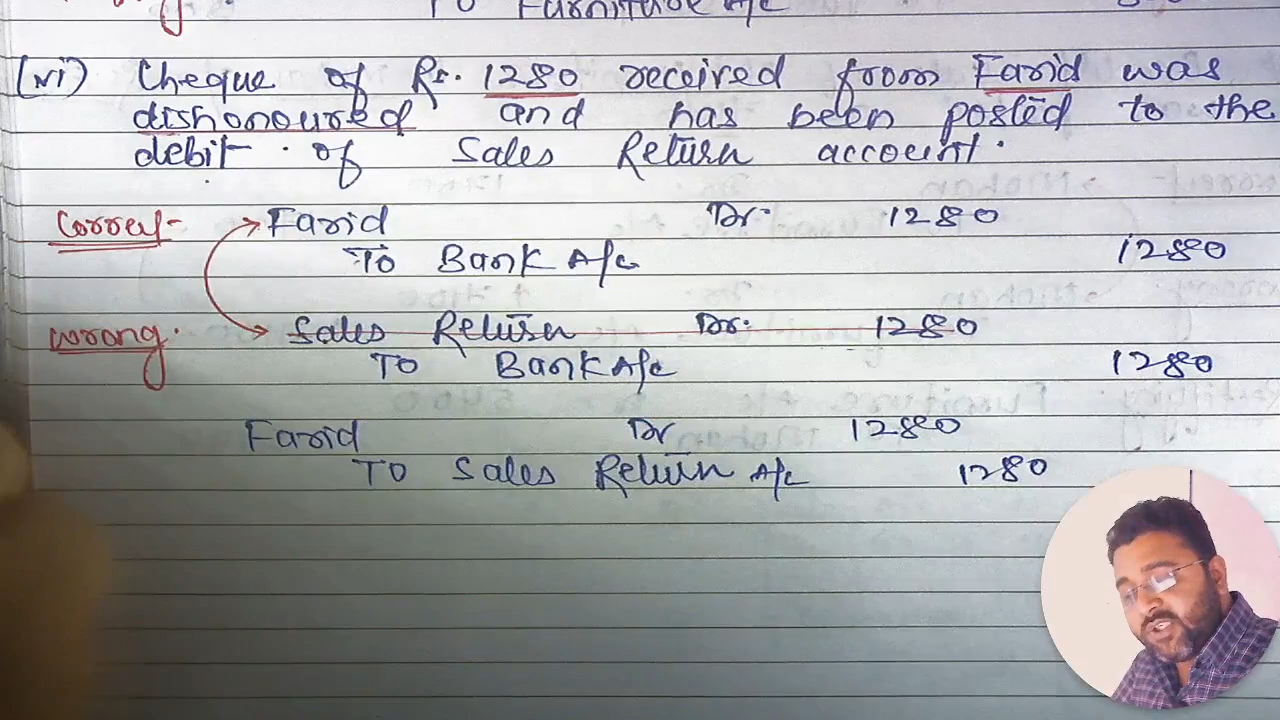 To Furniture A/c
(vi) Cheque of Rs. 1280 received from Farid was
dishonoured and has been posted to the
debit of Sales Return account.
Correct Farid Dr. 1280
To Bank A/c 1280
Wrong. Sales Return Dr. 1280
To Bank A/c 1280
Farid Dr 1280
To Sales Return A/c 1280